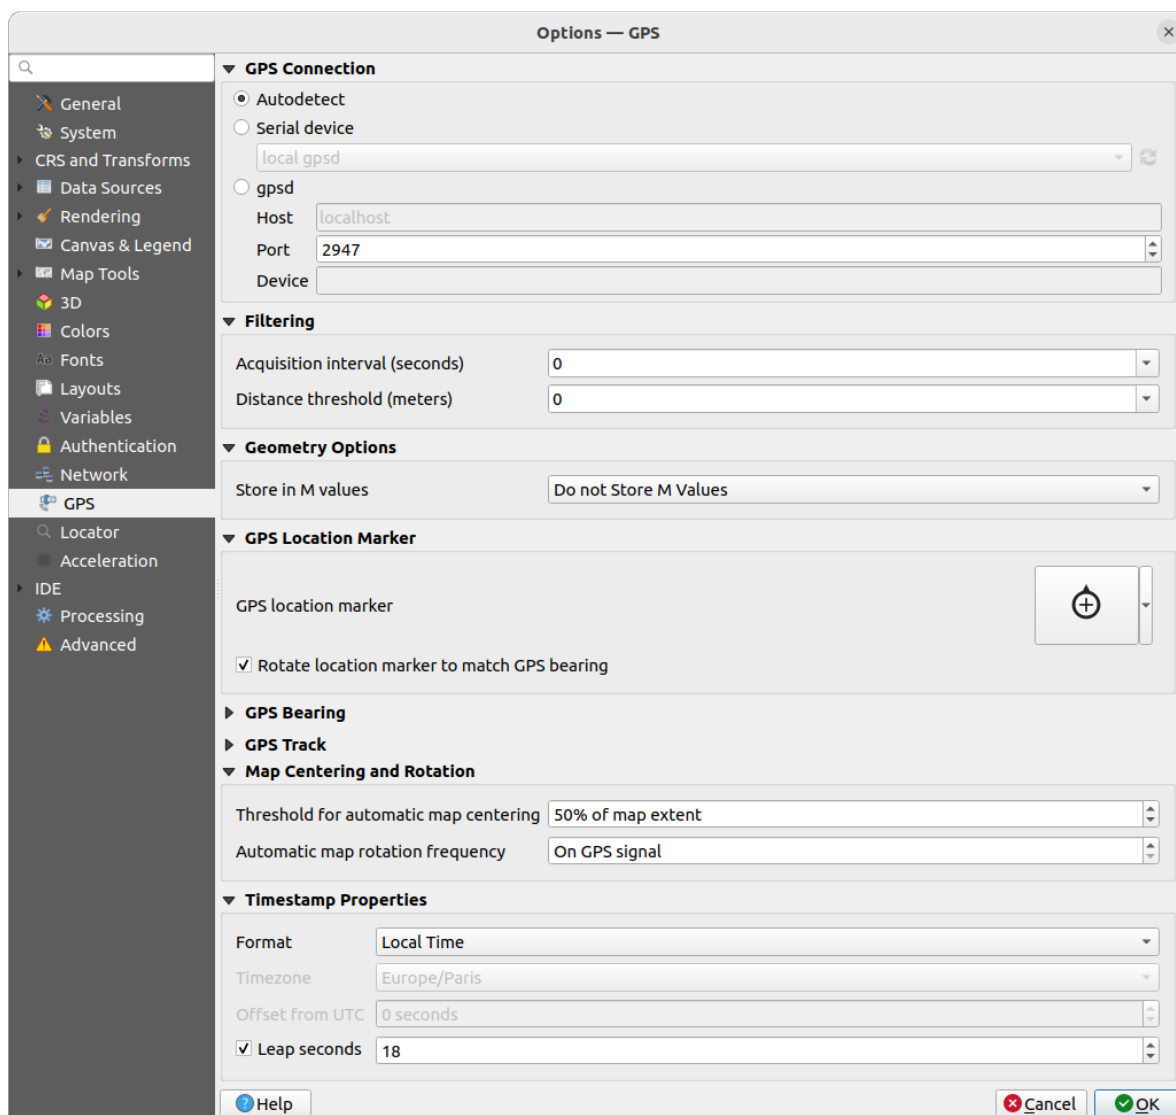 Options — GPS
General
System
CRS and Transforms
Data Sources
Rendering
Canvas & Legend
Map Tools
3D
Colors
Aa Fonts
Layouts
ε Variables
Authentication
Network
GPS
Locator
Acceleration
IDE
Processing
Advanced
GPS Connection
Autodetect
Serial device
local gpsd
gpsd
Host localhost
Port 2947
Device
Filtering
Acquisition interval (seconds) 0
Distance threshold (meters) 0
Geometry Options
Store in M values Do not Store M Values
GPS Location Marker
GPS location marker
Rotate location marker to match GPS bearing
GPS Bearing
GPS Track
Map Centering and Rotation
Threshold for automatic map centering 50% of map extent
Automatic map rotation frequency On GPS signal
Timestamp Properties
Format Local Time
Timezone Europe/Paris
Offset from UTC 0 seconds
Leap seconds 18
Help Cancel OK